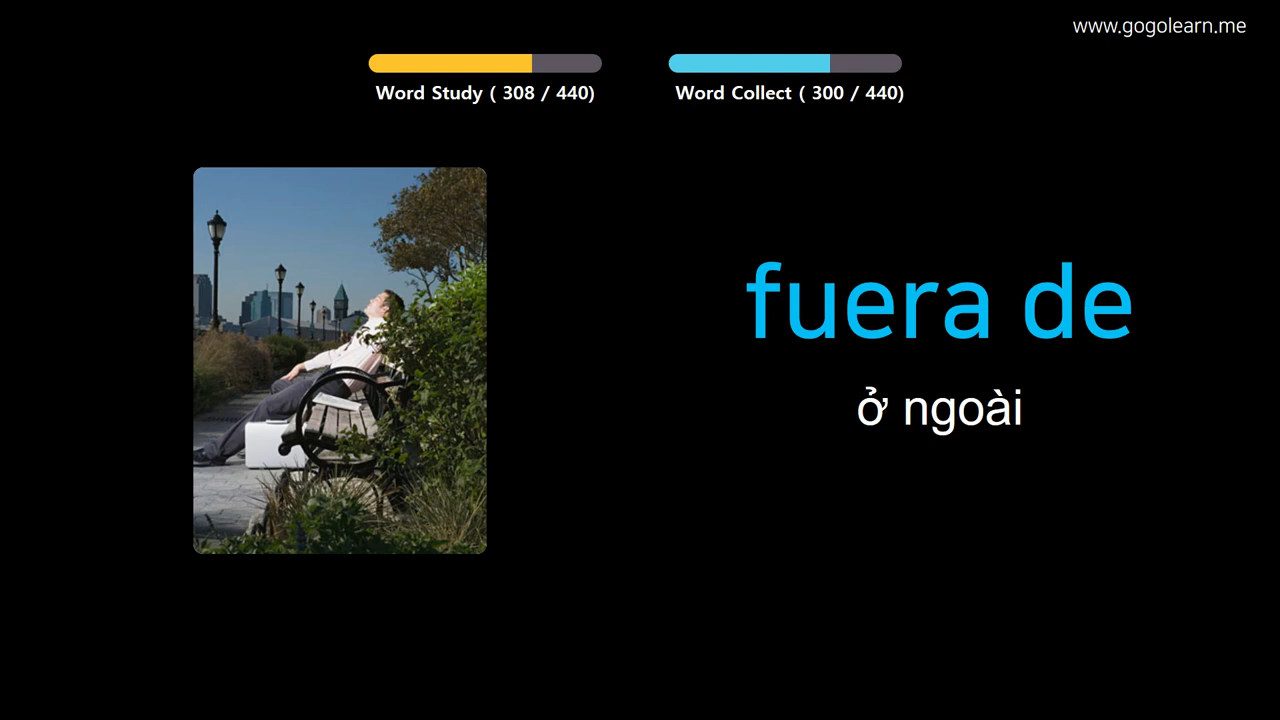 www.gogolearn.me
Word Study ( 308 / 440)
Word Collect ( 300 / 440)
fuera de
ở ngoài